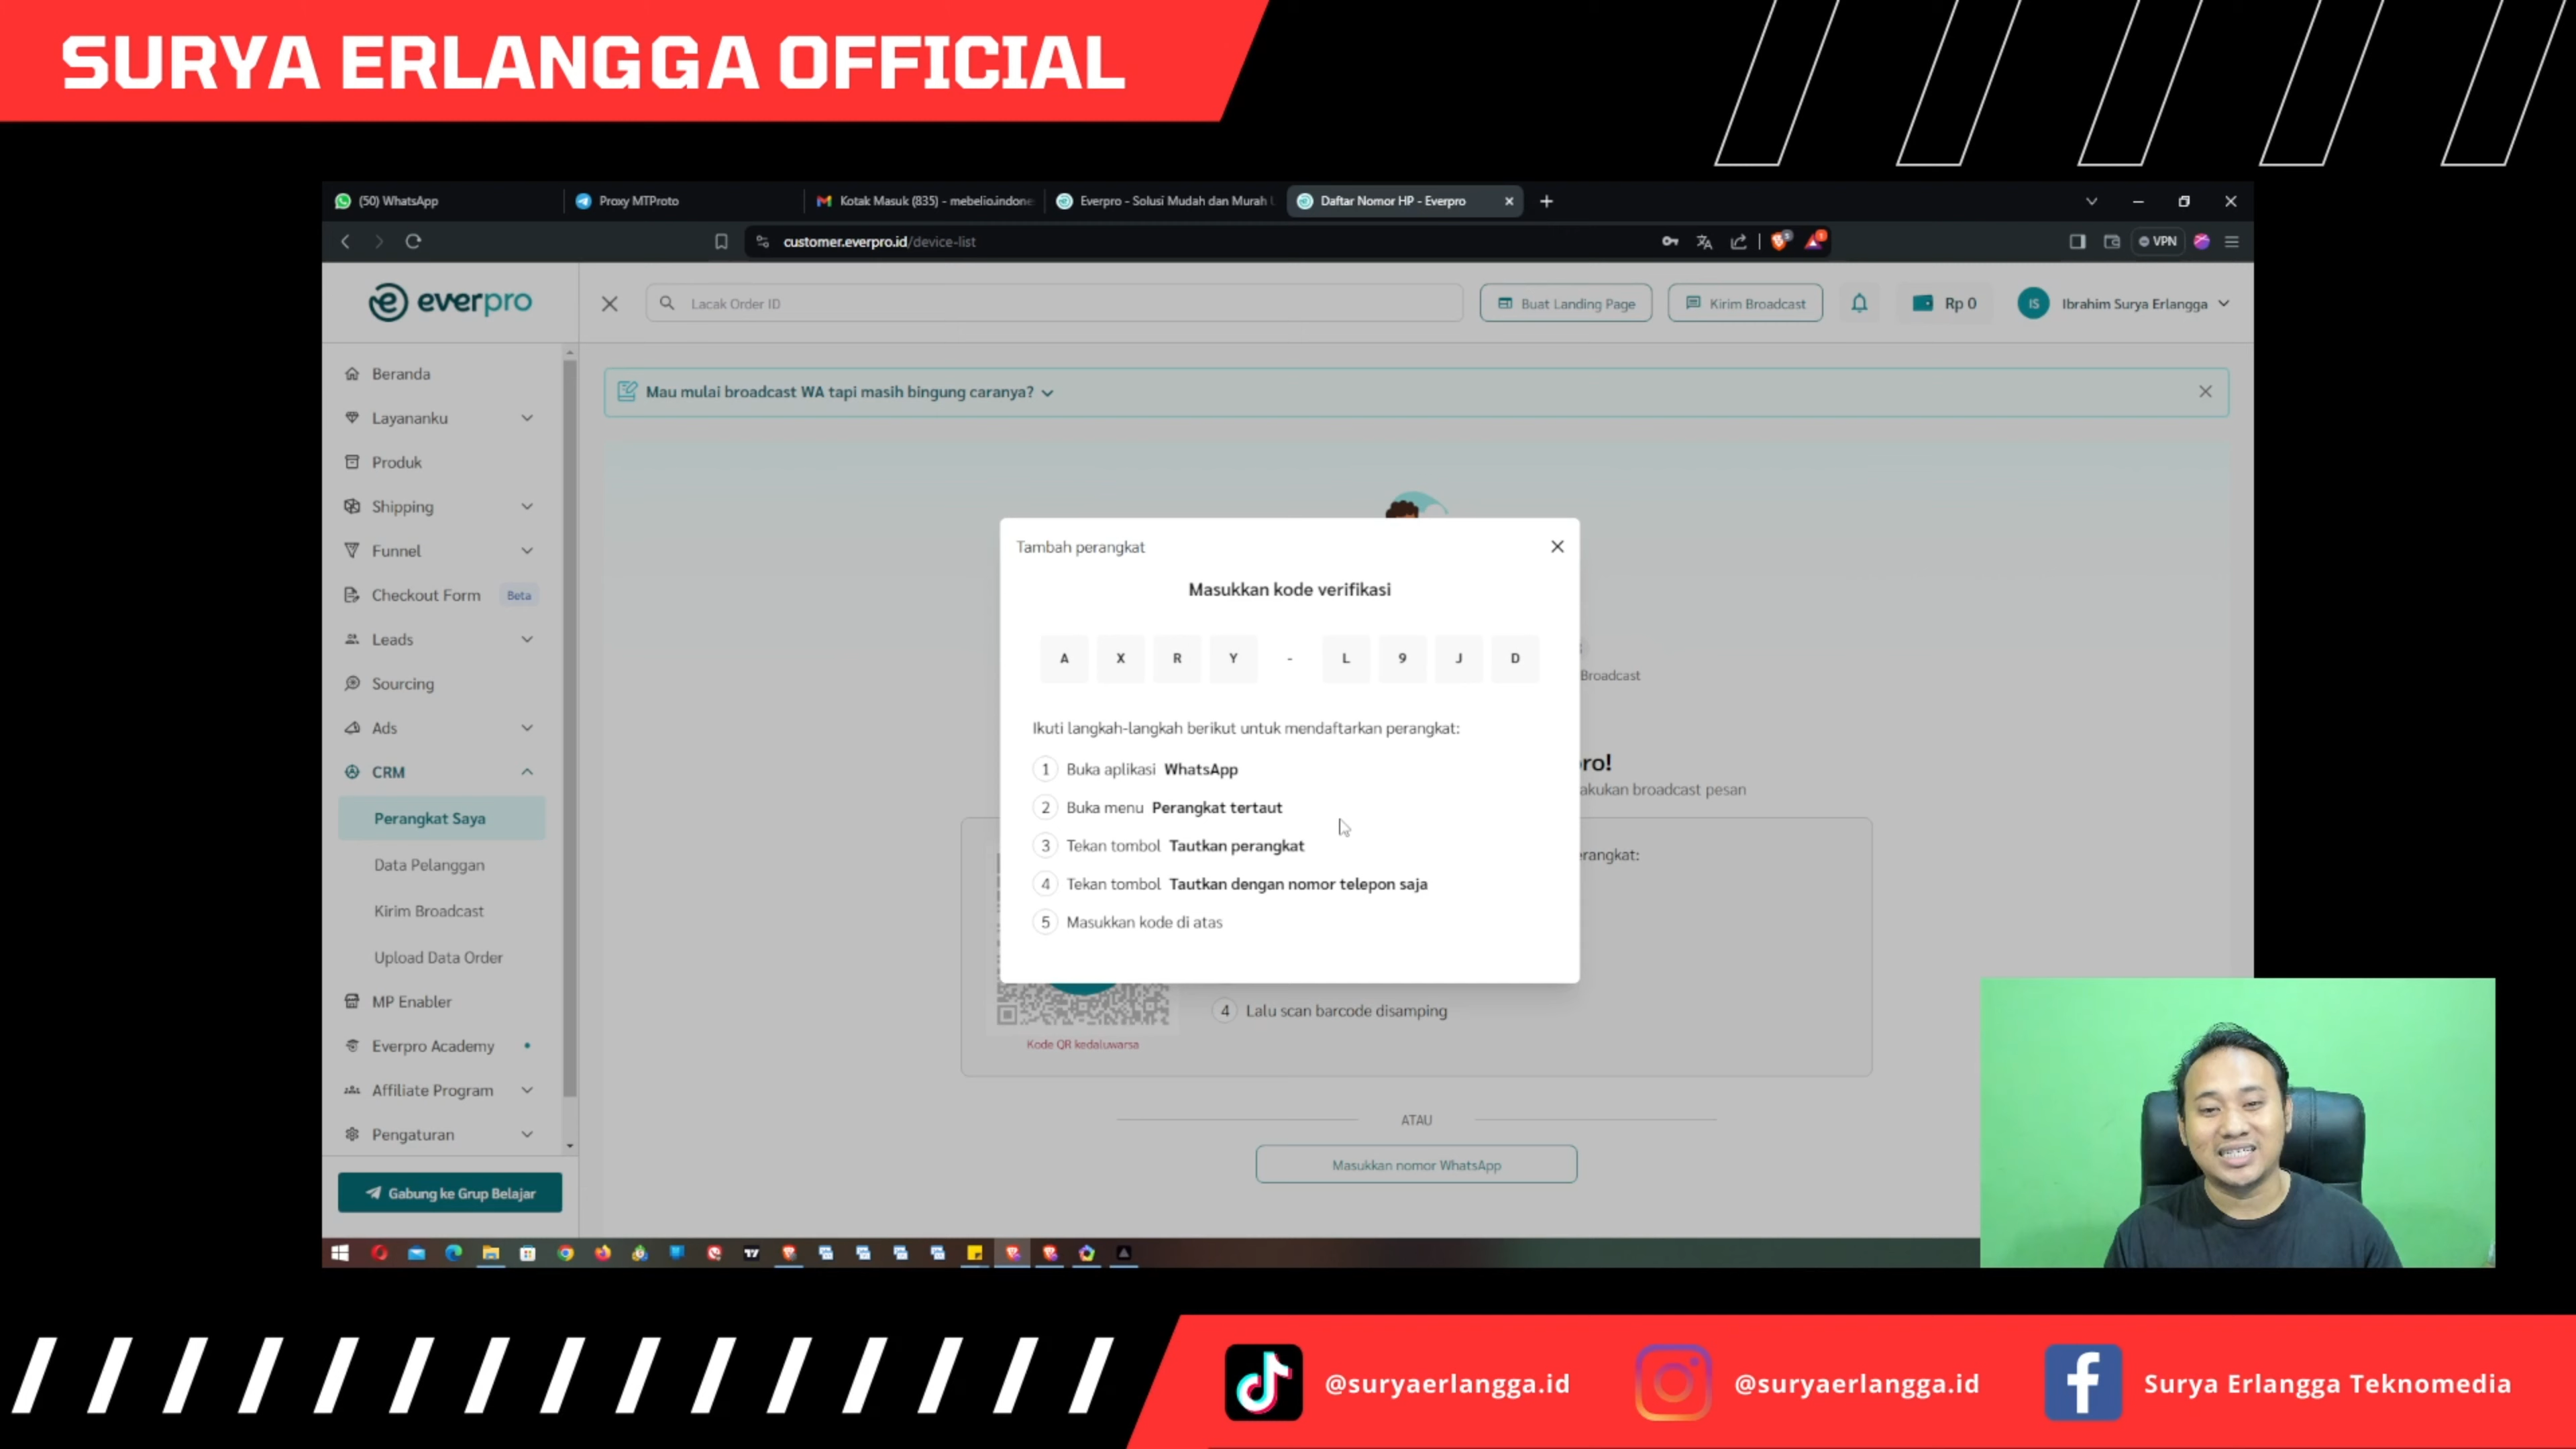 SURYA ERLANGGA OFFICIAL
(50) WhatsApp
Proxy MTProto
Kotak Masuk (835) - mebelio.indone
Everpro - Solusi Mudah dan Murah
Daftar Nomor HP - Everpro
customer.everpro.id/device-list
VPN
everpro
Lacak Order ID
Buat Landing Page
Kirim Broadcast
Rp 0
IS
Ibrahim Surya Erlangga
Beranda
Layananku
Produk
Shipping
Funnel
Checkout Form Beta
Leads
Sourcing
Ads
CRM
Perangkat Saya
Data Pelanggan
Kirim Broadcast
Upload Data Order
MP Enabler
Everpro Academy
Affiliate Program
Pengaturan
Gabung ke Grup Belajar
Mau mulai broadcast WA tapi masih bingung caranya?
Tambah perangkat
Masukkan kode verifikasi
A X R Y - L 9 J D
Ikuti langkah-langkah berikut untuk mendaftarkan perangkat:
1 Buka aplikasi WhatsApp
2 Buka menu Perangkat tertaut
3 Tekan tombol Tautkan perangkat
4 Tekan tombol Tautkan dengan nomor telepon saja
5 Masukkan kode di atas
Broadcast
ro!
akukan broadcast pesan
rangkat:
4 Lalu scan barcode disamping
Kode QR kedaluwarsa
ATAU
Masukkan nomor WhatsApp
@suryaerlangga.id
@suryaerlangga.id
Surya Erlangga Teknomedia